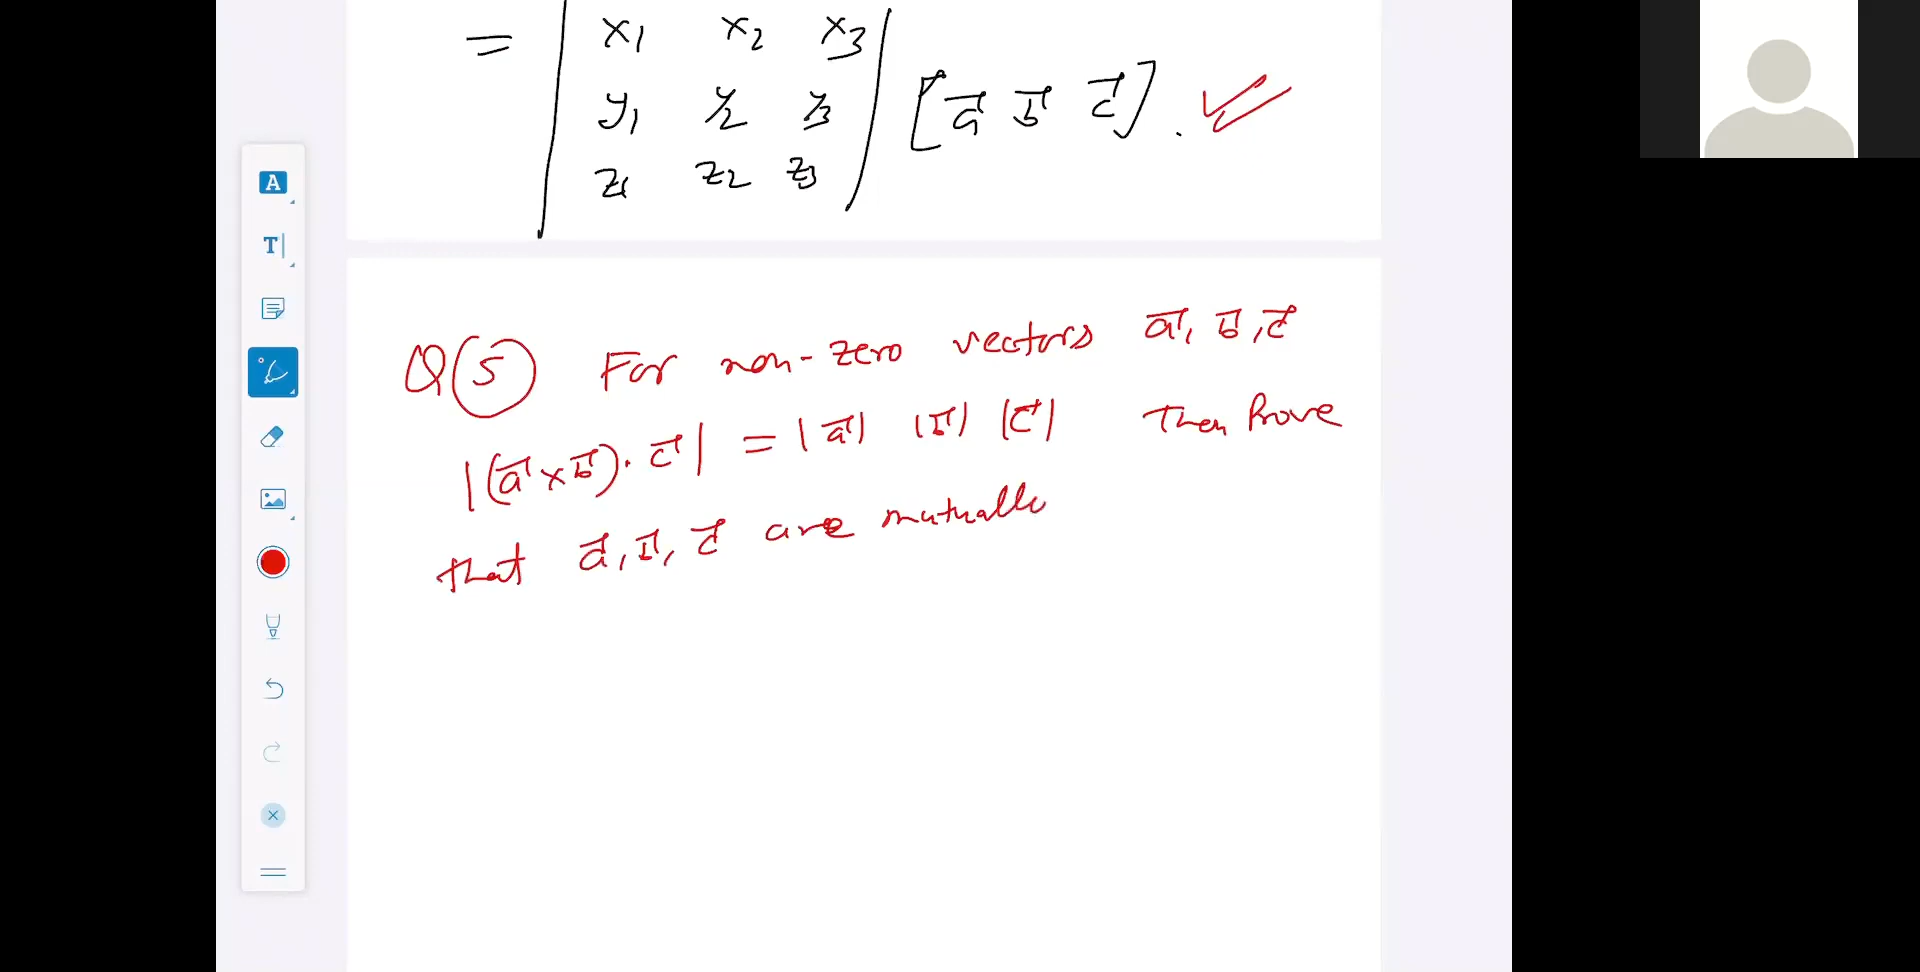 = | x1 x2 x3 |
| y1 y2 y3 | [a⃗ b⃗ c⃗]. 
| z1 z2 z3 |
A
T
Q(5) For non-zero vectors a⃗, b⃗, c⃗
|(a⃗ × b⃗) · c⃗| = |a⃗| |b⃗| |c⃗| Then Prove
that a⃗, b⃗, c⃗ are mutually